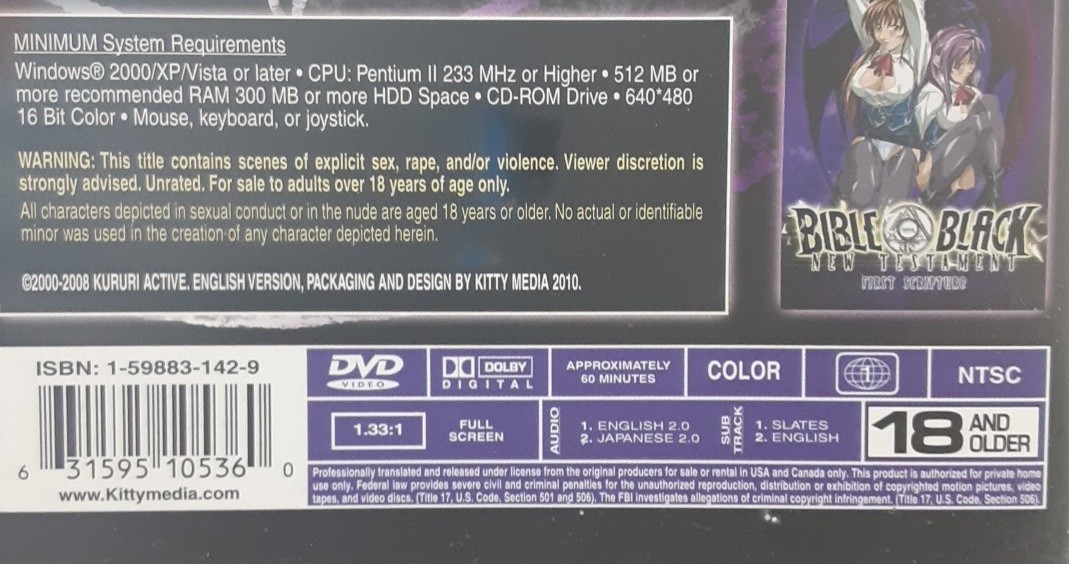 MINIMUM System Requirements
Windows® 2000/XP/Vista or later • CPU: Pentium II 233 MHz or Higher • 512 MB or
more recommended RAM 300 MB or more HDD Space • CD-ROM Drive • 640*480
16 Bit Color • Mouse, keyboard, or joystick.
WARNING: This title contains scenes of explicit sex, rape, and/or violence. Viewer discretion is
strongly advised. Unrated. For sale to adults over 18 years of age only.
All characters depicted in sexual conduct or in the nude are aged 18 years or older. No actual or identifiable
minor was used in the creation of any character depicted herein.
©2000-2008 KURURI ACTIVE. ENGLISH VERSION, PACKAGING AND DESIGN BY KITTY MEDIA 2010.
BIBLE BLACK
NEW TESTAMENT
FIRST SCRIPTURE
ISBN: 1-59883-142-9
6 31595 10536 0
www.Kittymedia.com
DVD
VIDEO
DOLBY
DIGITAL
APPROXIMATELY
60 MINUTES
COLOR
1
NTSC
1.33:1
FULL
SCREEN
AUDIO
1. ENGLISH 2.0
2. JAPANESE 2.0
SUB
TRACK
1. SLATES
2. ENGLISH
18 AND
OLDER
Professionally translated and released under license from the original producers for sale or rental in USA and Canada only. This product is authorized for private home
use only. Federal law provides severe civil and criminal penalties for the unauthorized reproduction, distribution or exhibition of copyrighted motion pictures, video
tapes, and video discs. (Title 17, U.S. Code, Section 501 and 506). The FBI investigates allegations of criminal copyright infringement. (Title 17, U.S. Code, Section 506).